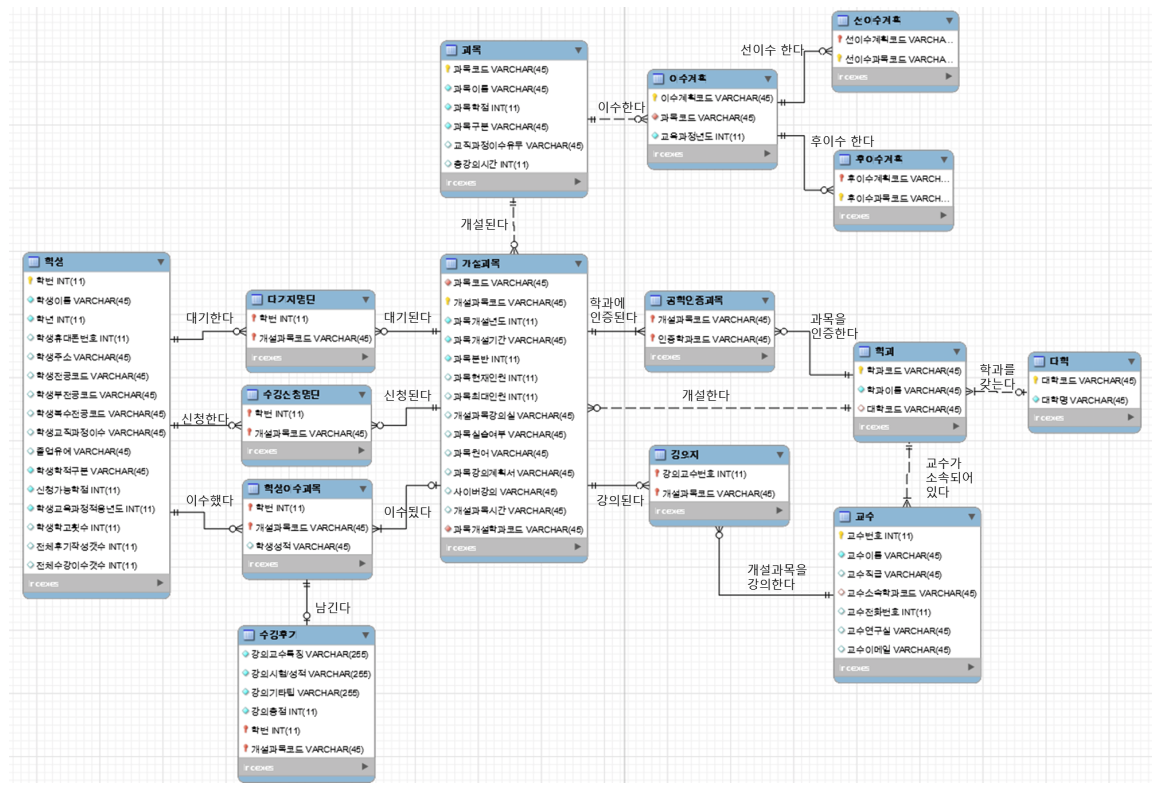 과목
과목코드 VARCHAR(45)
과목이름 VARCHAR(45)
과목학점 INT(11)
과목구분 VARCHAR(45)
교직과정이수유무 VARCHAR(45)
총강의시간 INT(11)
Indexes
이수한다
이수계획
이수계획코드 VARCHAR(45)
과목코드 VARCHAR(45)
교육과정년도 INT(11)
Indexes
선이수 한다
선이수계획
선이수계획코드 VARCHA...
선이수과목코드 VARCHA...
Indexes
후이수 한다
후이수계획
후이수계획코드 VARCH...
후이수과목코드 VARCH...
Indexes
개설된다
학생
학번 INT(11)
학생이름 VARCHAR(45)
학년 INT(11)
학생휴대폰번호 INT(11)
학생주소 VARCHAR(45)
학생전공코드 VARCHAR(45)
학생부전공코드 VARCHAR(45)
학생복수전공코드 VARCHAR(45)
학생교직과정이수 VARCHAR(45)
졸업유예 VARCHAR(45)
학생학적구분 VARCHAR(45)
신청가능학점 INT(11)
학생교육과정적용년도 INT(11)
학생학고횟수 INT(11)
전체후기작성갯수 INT(11)
전체수강이수갯수 INT(11)
Indexes
대기한다
대기자명단
학번 INT(11)
개설과목코드 VARCHAR(45)
Indexes
대기된다
신청한다
수강신청명단
학번 INT(11)
개설과목코드 VARCHAR(45)
Indexes
신청된다
이수했다
학생이수과목
학번 INT(11)
개설과목코드 VARCHAR(45)
학생성적 VARCHAR(45)
Indexes
이수됬다
남긴다
수강후기
강의교수특징 VARCHAR(255)
강의시험/성적 VARCHAR(255)
강의기타팁 VARCHAR(255)
강의총점 INT(11)
학번 INT(11)
개설과목코드 VARCHAR(45)
Indexes
개설과목
과목코드 VARCHAR(45)
개설과목코드 VARCHAR(45)
과목개설년도 INT(11)
과목개설기간 VARCHAR(45)
과목분반 INT(11)
과목현재인원 INT(11)
과목최대인원 INT(11)
개설과목강의실 VARCHAR(45)
과목실습여부 VARCHAR(45)
과목원어 VARCHAR(45)
과목강의계획서 VARCHAR(45)
사이버강의 VARCHAR(45)
개설과목시간 VARCHAR(45)
과목개설학과코드 VARCHAR(45)
Indexes
학과에
인증된다
공학인증과목
개설과목코드 VARCHAR(45)
인증학과코드 VARCHAR(45)
Indexes
과목을
인증한다
개설한다
학과
학과코드 VARCHAR(45)
학과이름 VARCHAR(45)
대학코드 VARCHAR(45)
Indexes
학과를
갖는다
대학
대학코드 VARCHAR(45)
대학명 VARCHAR(45)
Indexes
강의된다
강의자
강의교수번호 INT(11)
개설과목코드 VARCHAR(45)
Indexes
개설과목을
강의한다
교수가
소속되어
있다
교수
교수번호 INT(11)
교수이름 VARCHAR(45)
교수직급 VARCHAR(45)
교수소속학과코드 VARCHAR(45)
교수전화번호 INT(11)
교수연구실 VARCHAR(45)
교수이메일 VARCHAR(45)
Indexes